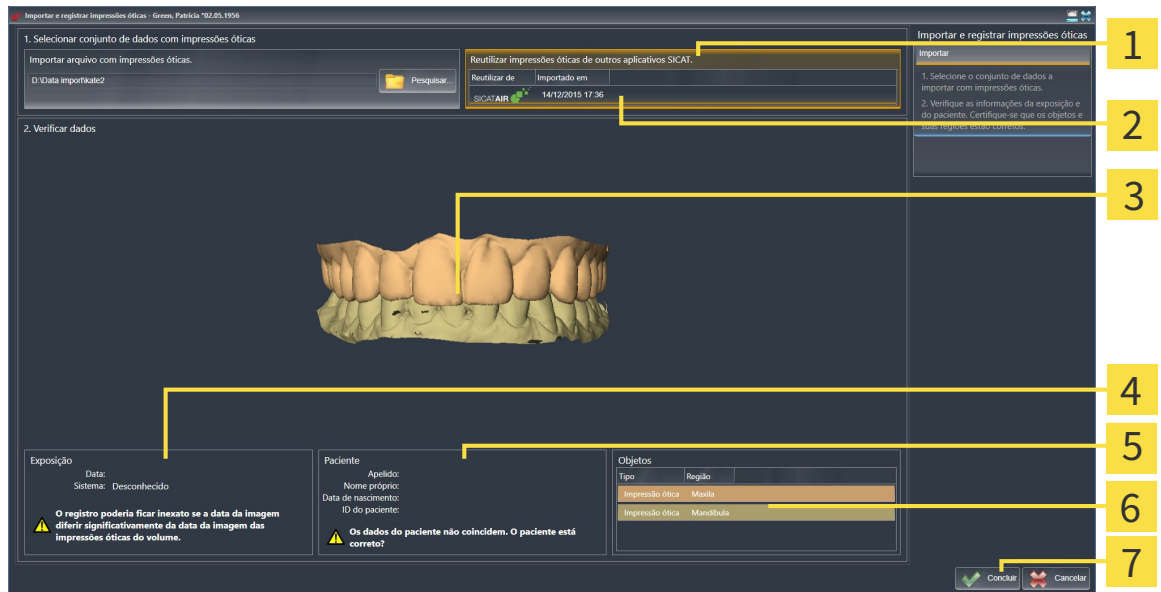 Importar e registrar impressões óticas - Green, Patricia *02.05.1956
1. Selecionar conjunto de dados com impressões óticas
Importar arquivo com impressões óticas.
D:\Data import\kate2
Pesquisar...
Reutilizar impressões óticas de outros aplicativos SICAT.
Reutilizar de Importado em
SICATAIR 14/12/2015 17:36
Importar e registrar impressões óticas
Importar
1. Selecione o conjunto de dados a
importar com impressões óticas.
2. Verifique as informações da exposição e
do paciente. Certifique-se que os objetos e
suas regiões estão corretos.
2. Verificar dados
Exposição
Data:
Sistema: Desconhecido
O registro poderia ficar inexato se a data da imagem
diferir significativamente da data da imagem das
impressões óticas do volume.
Paciente
Apelido:
Nome próprio:
Data de nascimento:
ID do paciente:
Os dados do paciente não coincidem. O paciente está
correto?
Objetos
Tipo Região
Impressão ótica Maxila
Impressão ótica Mandíbula
Concluir
Cancelar
1
2
3
4
5
6
7